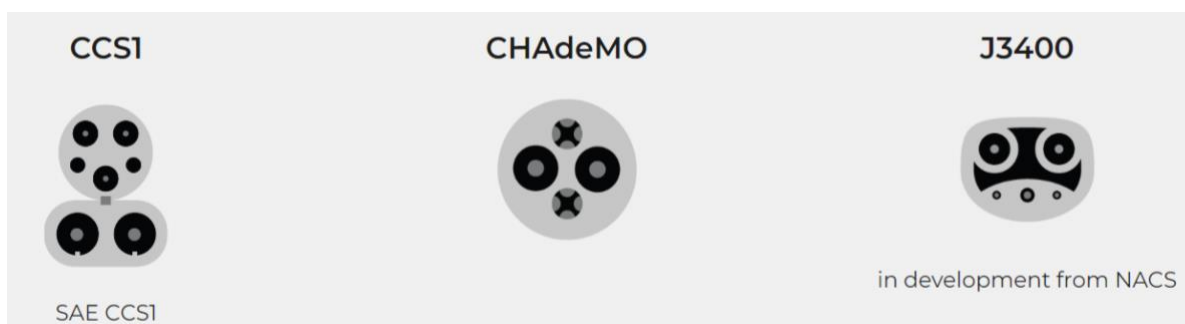 CCS1
CHAdeMO
J3400
in development from NACS
SAE CCS1